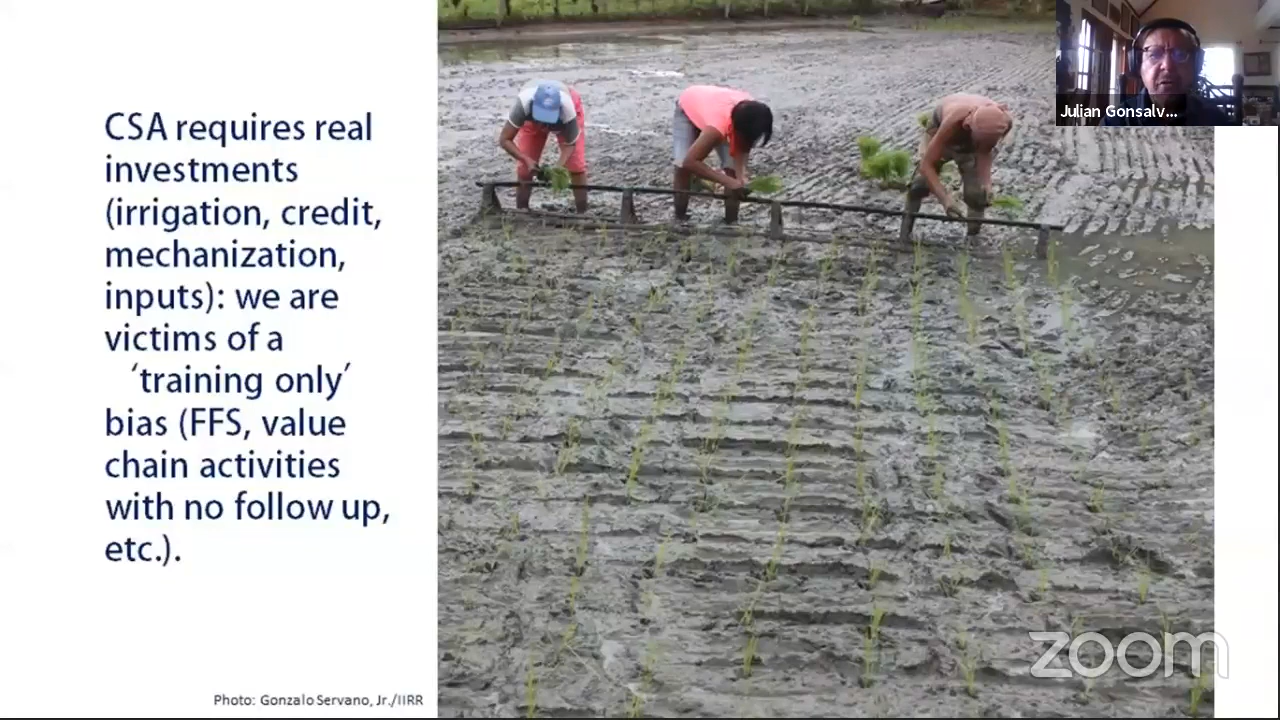 CSA requires real
investments
(irrigation, credit,
mechanization,
inputs): we are
victims of a
‘training only’
bias (FFS, value
chain activities
with no follow up,
etc.).
Photo: Gonzalo Servano, Jr./IIRR
Julian Gonsalv...
zoom